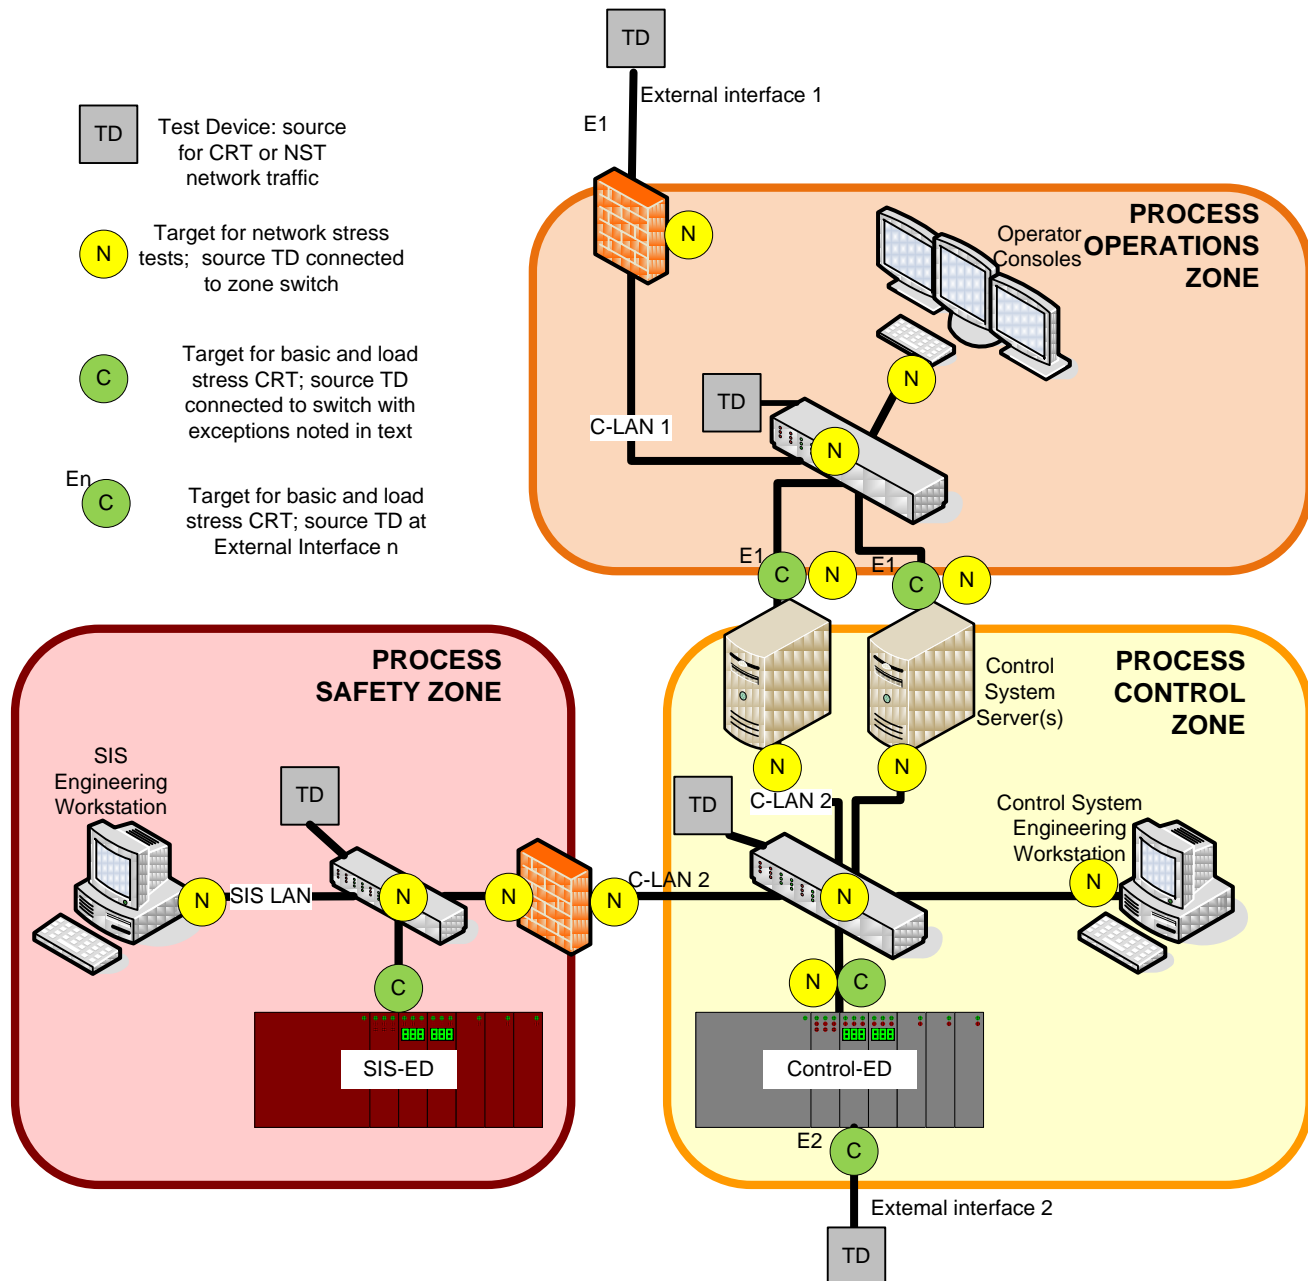 TD
External interface 1
E1
TD
Test Device: source
for CRT or NST
network traffic
N
Target for network stress
tests; source TD connected
to zone switch
C
Target for basic and load
stress CRT; source TD
connected to switch with
exceptions noted in text
En
C
Target for basic and load
stress CRT; source TD at
External Interface n
N
PROCESS
OPERATIONS
ZONE
Operator
Consoles
N
TD
C-LAN 1
N
E1
C
N
E1
C
N
PROCESS
SAFETY ZONE
PROCESS
CONTROL
ZONE
Control
System
Server(s)
N
N
SIS
Engineering
Workstation
TD
TD
C-LAN 2
Control System
Engineering
Workstation
N
SIS LAN
N
N
N
C-LAN 2
N
N
C
N
C
SIS-ED
Control-ED
E2
C
Extemal interface 2
TD